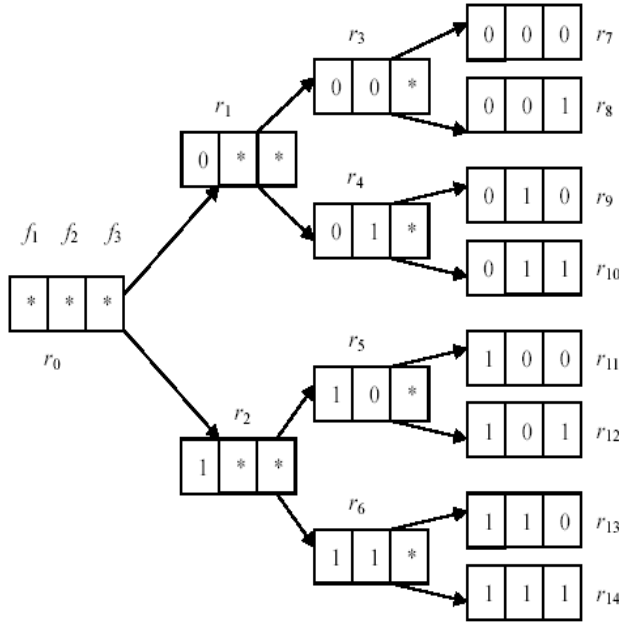 r3
0 0 *
0 0 0 r7
0 0 1 r8
r1
0 * *
r4
0 1 *
0 1 0 r9
0 1 1 r10
f1 f2 f3
* * *
r0
r5
1 0 *
1 0 0 r11
1 0 1 r12
r2
1 * *
r6
1 1 *
1 1 0 r13
1 1 1 r14